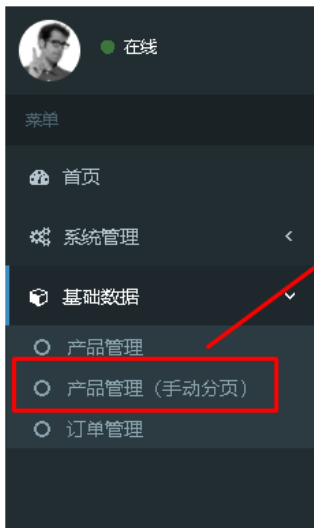 在线
菜单
首页
系统管理
基础数据
产品管理
产品管理（手动分页）
订单管理